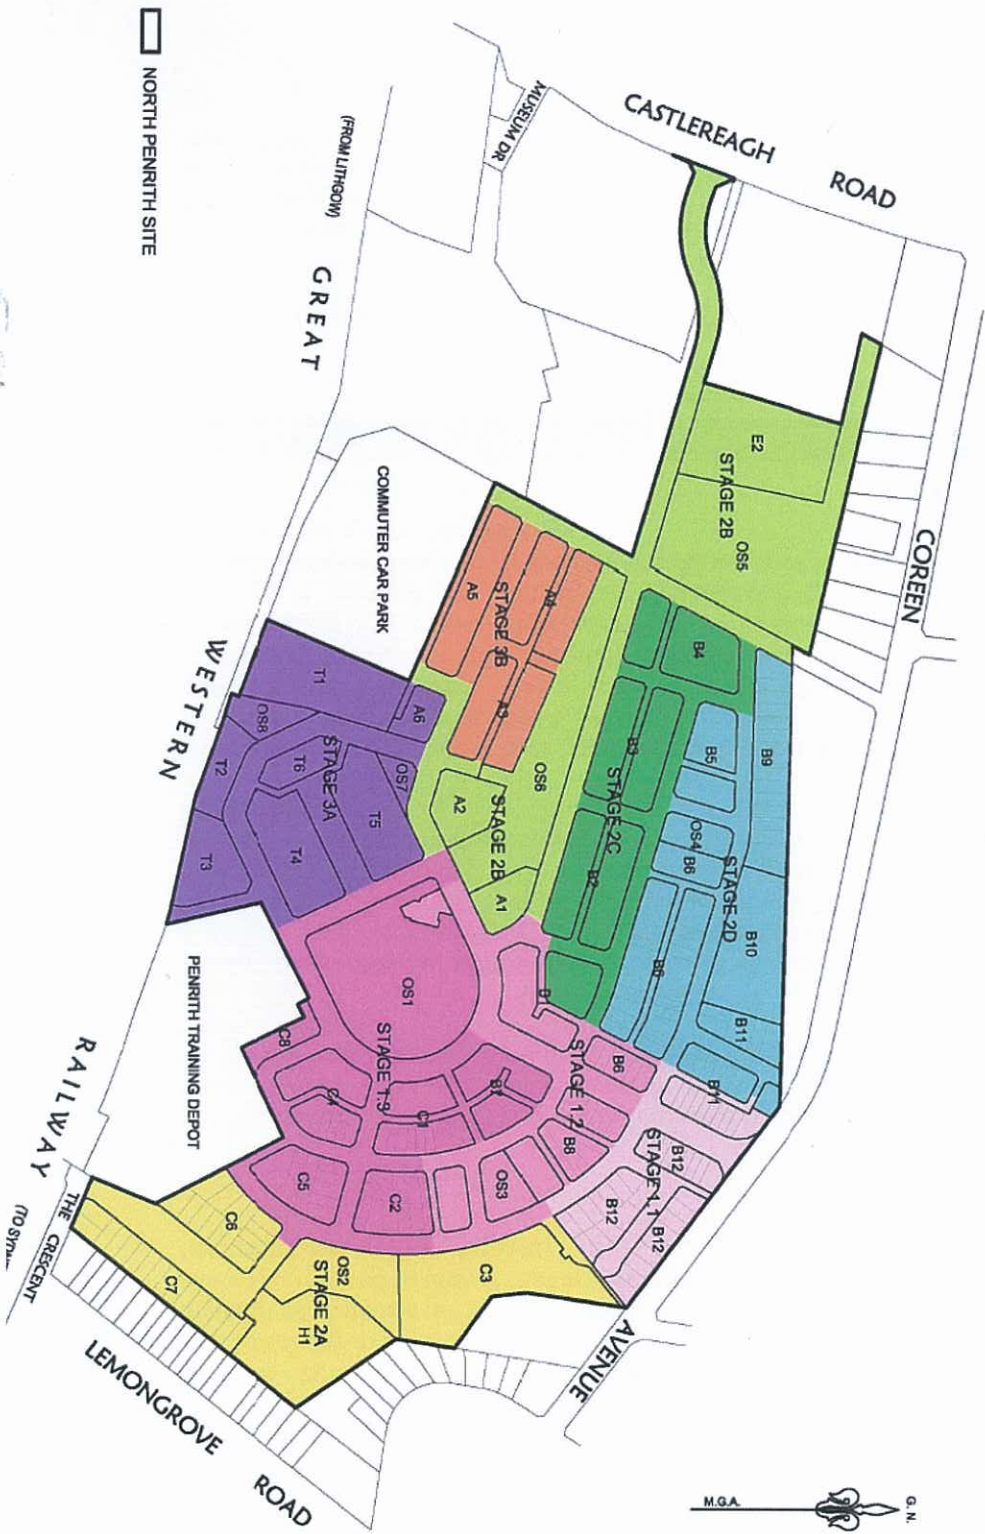 CASTLEREAGH
ROAD
MUSEUM DR
(FROM LITHGOW)
GREAT
WESTERN
RAILWAY
NORTH PENRITH SITE
COREEN
AVENUE
G. N.
M.G.A.
E2
STAGE 2B
OS5
COMMUTER CAR PARK
A5
STAGE 3B
A4
A3
B4
B3
STAGE 2C
B2
B9
B5
OS4
B6
STAGE 2D
B10
B6
B11
B11
OS6
A2
STAGE 2B
A1
T1
A6
OS8
T2
T6
STAGE 3A
OS7
T5
T4
T3
PENRITH TRAINING DEPOT
OS1
STAGE 1.3
C8
C4
C1
B1
C5
C2
STAGE 1.2
B6
B8
OS3
STAGE 1.1
B12
B12
B12
C6
C7
OS2
STAGE 2A
H1
C3
THE CRESCENT
LEMONGROVE
ROAD